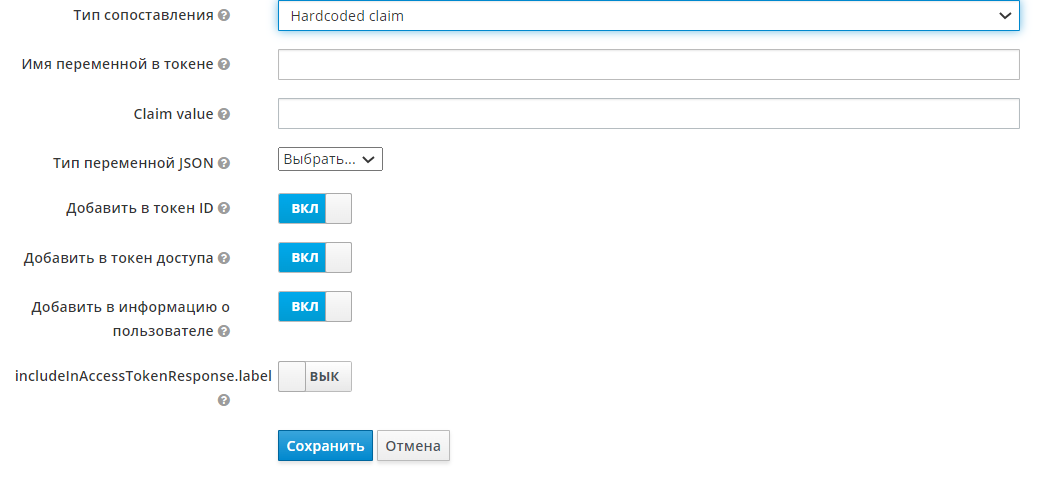 Тип сопоставления
Hardcoded claim
Имя переменной в токене
Claim value
Тип переменной JSON
Выбрать...
Добавить в токен ID
ВКЛ
Добавить в токен доступа
ВКЛ
Добавить в информацию о
пользователе
ВКЛ
includeInAccessTokenResponse.label
ВЫК
Сохранить
Отмена